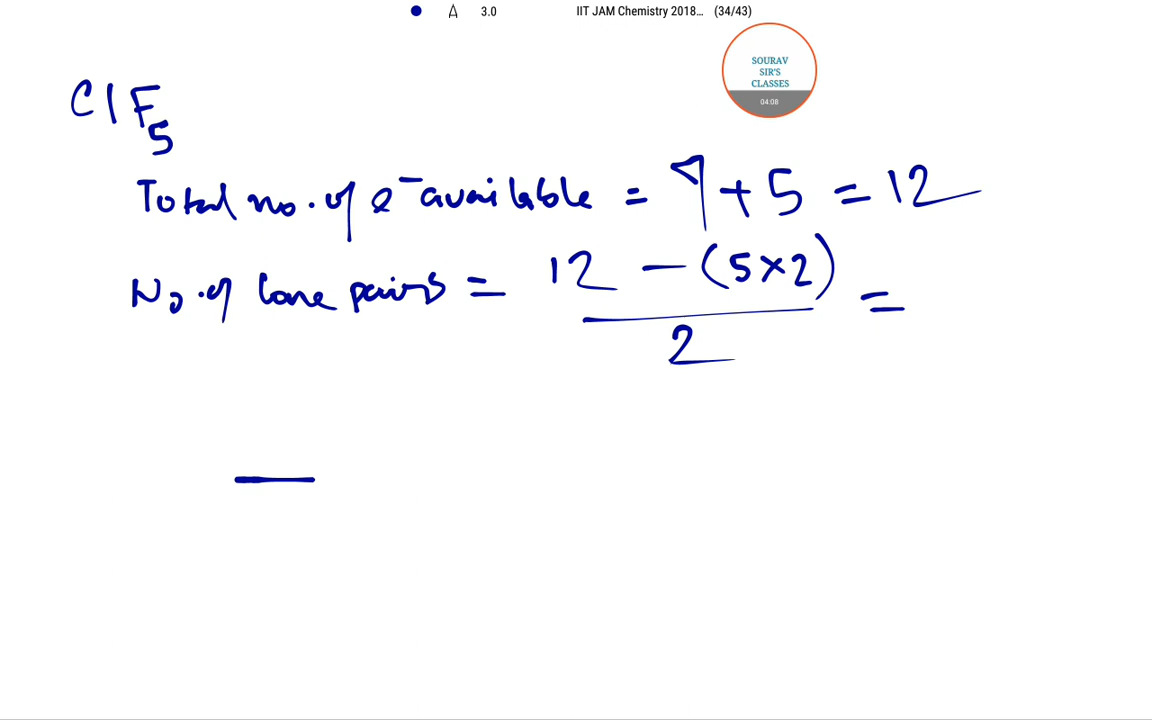 3.0 IIT JAM Chemistry 2018... (34/43)
SOURAV
SIR'S
CLASSES
04:08
ClF5
Total no. of e⁻ available = 7 + 5 = 12
No. of lone pairs = 12 - (5×2) =
2